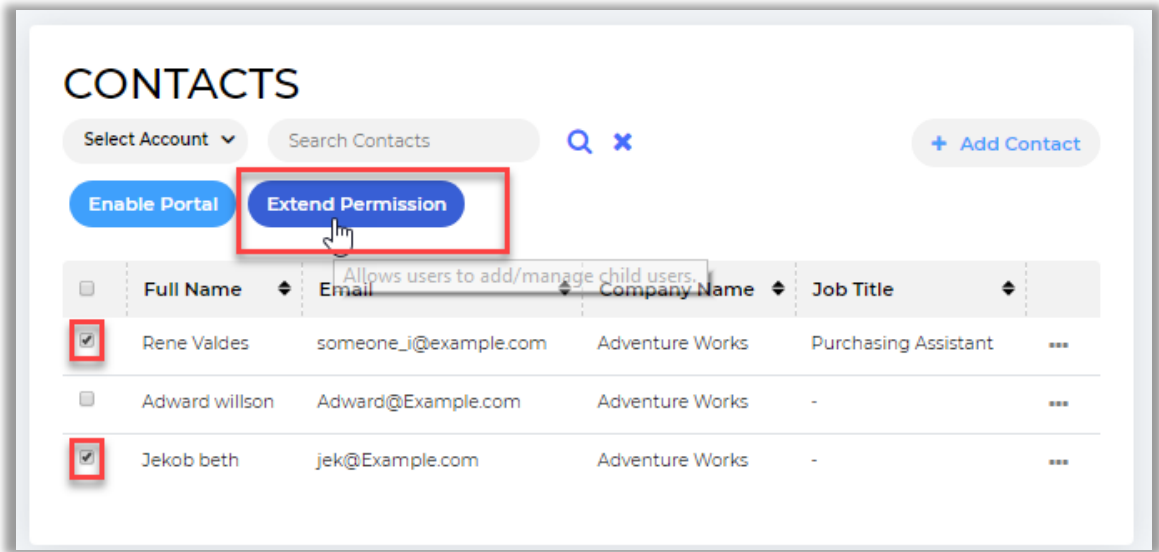 CONTACTS
Select Account Search Contacts + Add Contact
Enable Portal Extend Permission
Allows users to add/manage child users.
Full Name Email Company Name Job Title
Rene Valdes someone_i@example.com Adventure Works Purchasing Assistant
Adward willson Adward@Example.com Adventure Works -
Jekob beth jek@Example.com Adventure Works -